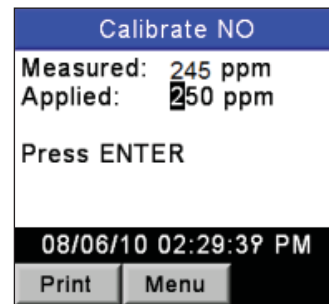 Calibrate NO
Measured: 245 ppm
Applied: 250 ppm
Press ENTER
08/06/10 02:29:39 PM
Print Menu